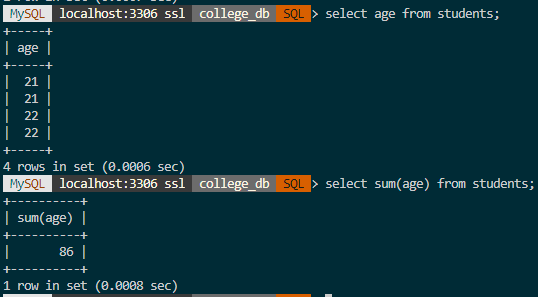 MySQL localhost:3306 ssl college_db SQL > select age from students;
+-----+
| age |
+-----+
| 21 |
| 21 |
| 22 |
| 22 |
+-----+
4 rows in set (0.0006 sec)
MySQL localhost:3306 ssl college_db SQL > select sum(age) from students;
+----------+
| sum(age) |
+----------+
| 86 |
+----------+
1 row in set (0.0008 sec)